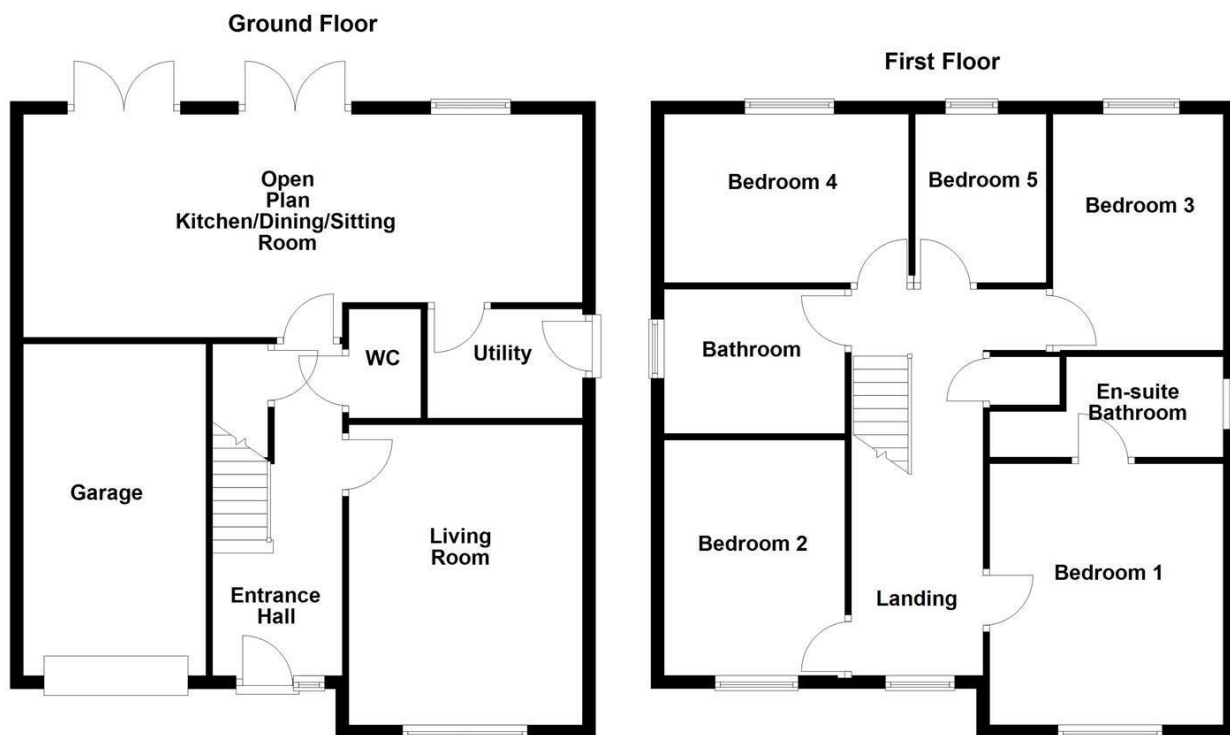 Ground Floor
Open
Plan
Kitchen/Dining/Sitting
Room
WC
Utility
Garage
Living
Room
Entrance
Hall
First Floor
Bedroom 4
Bedroom 5
Bedroom 3
Bathroom
En-suite
Bathroom
Bedroom 2
Landing
Bedroom 1